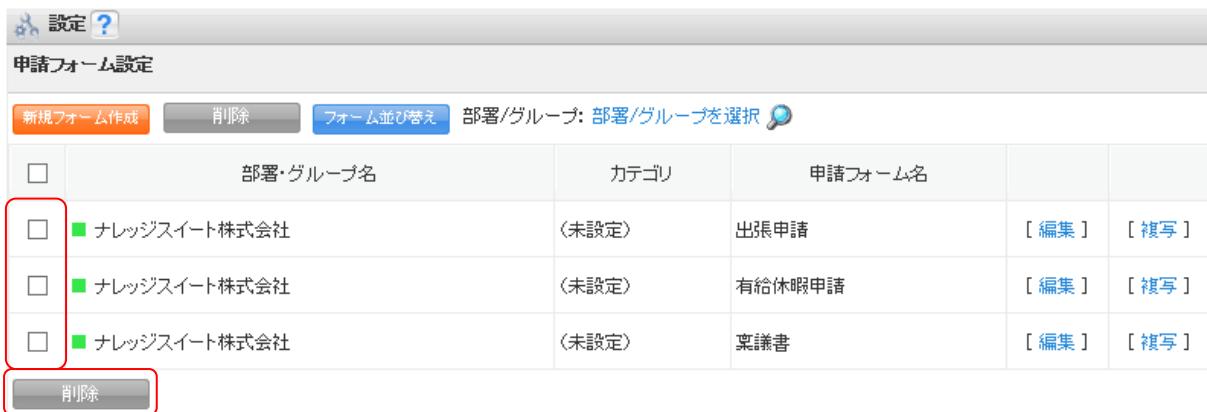 設定 ?
申請フォーム設定
新規フォーム作成 削除 フォーム並び替え 部署/グループ: 部署/グループを選択
部署・グループ名 カテゴリ 申請フォーム名
ナレッジスイート株式会社 (未設定) 出張申請 [ 編集 ] [ 複写 ]
ナレッジスイート株式会社 (未設定) 有給休暇申請 [ 編集 ] [ 複写 ]
ナレッジスイート株式会社 (未設定) 稟議書 [ 編集 ] [ 複写 ]
削除